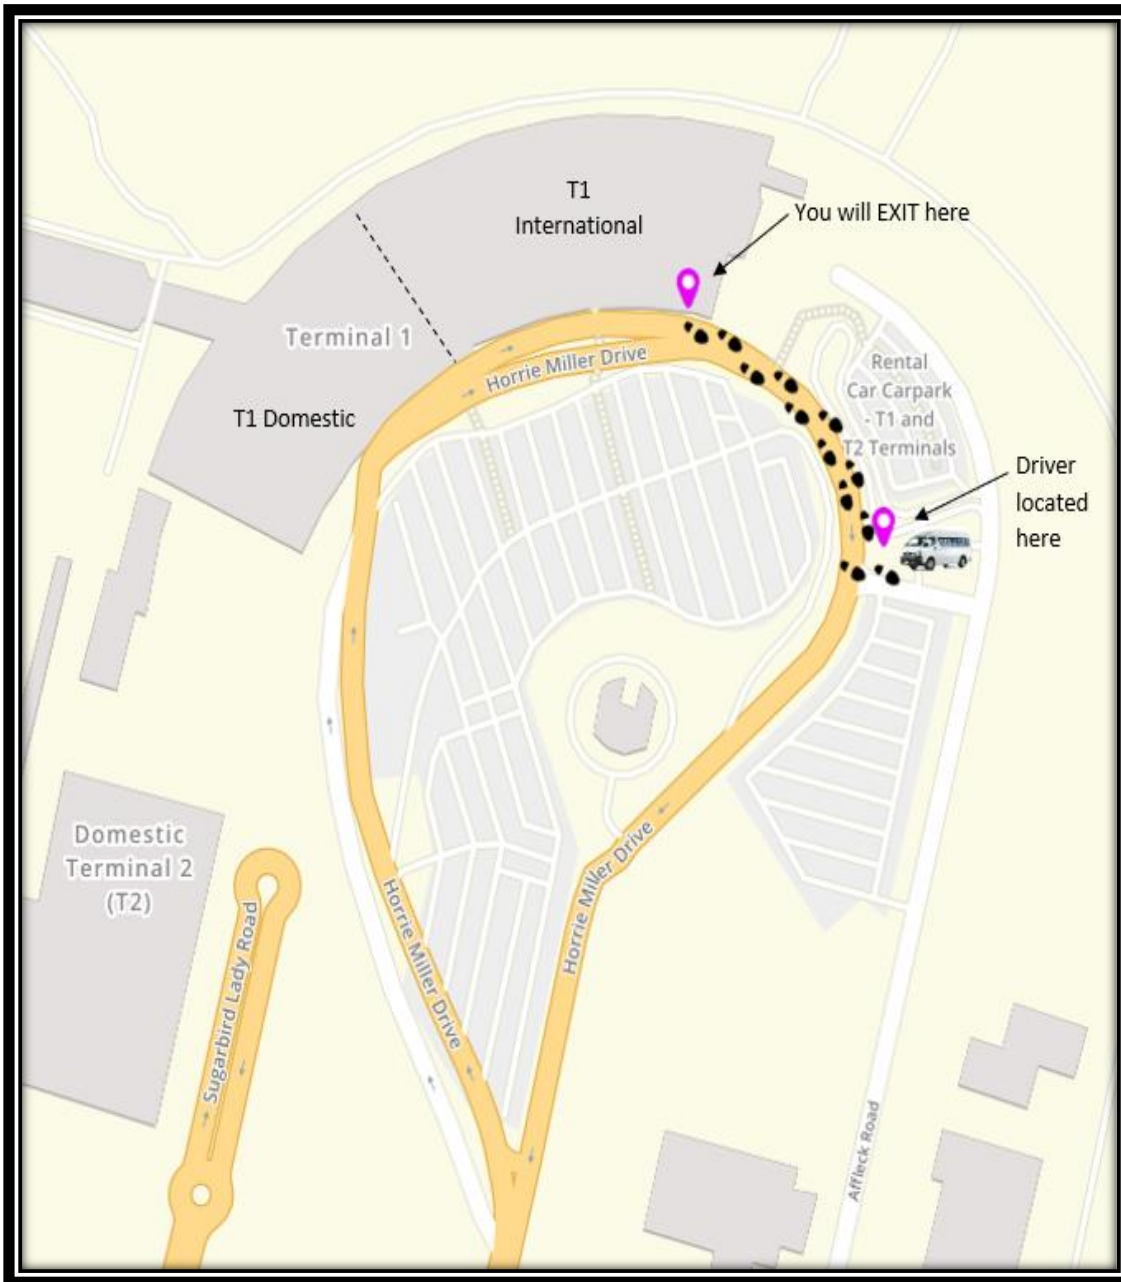 T1
International
You will EXIT here
Terminal 1
Horrie Miller Drive
T1 Domestic
Rental
Car Carpark
- T1 and
T2 Terminals
Driver
located
here
Domestic
Terminal 2
(T2)
Horrie Miller Drive
Horrie Miller Drive
Sugarbird Lady Road
Affleck Road